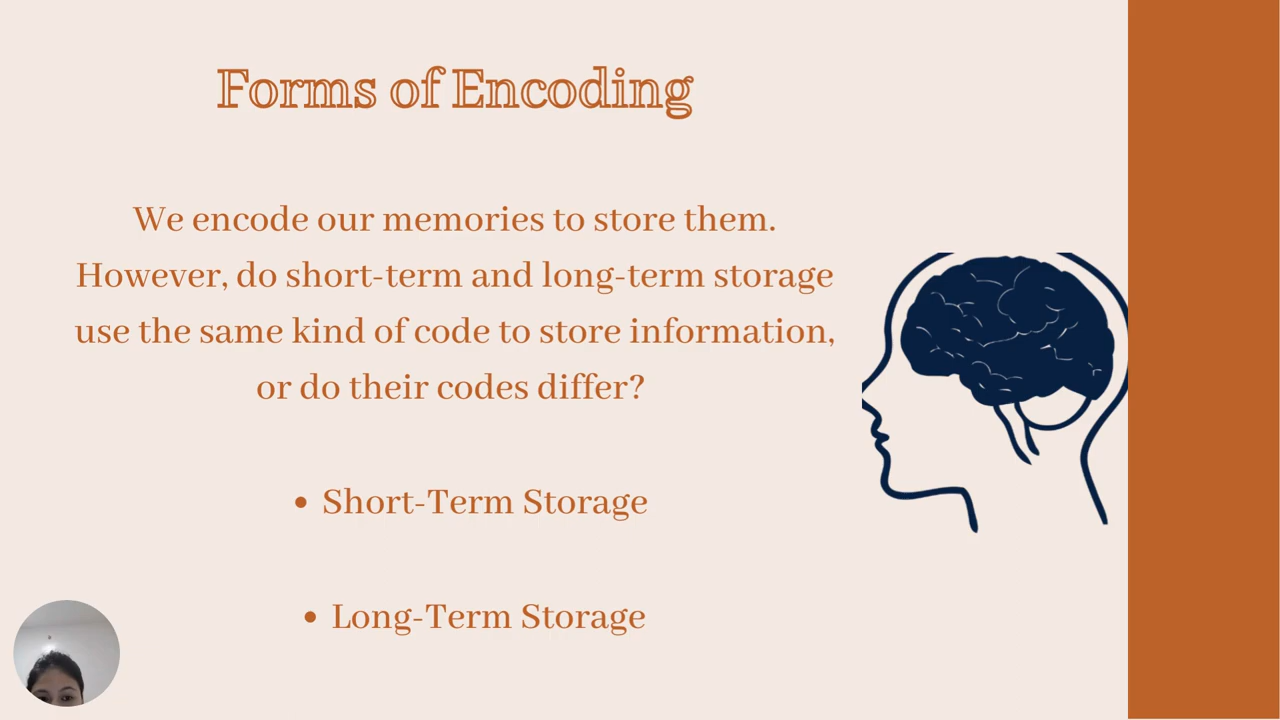 Forms of Encoding
We encode our memories to store them.
However, do short-term and long-term storage
use the same kind of code to store information,
or do their codes differ?
• Short-Term Storage
• Long-Term Storage